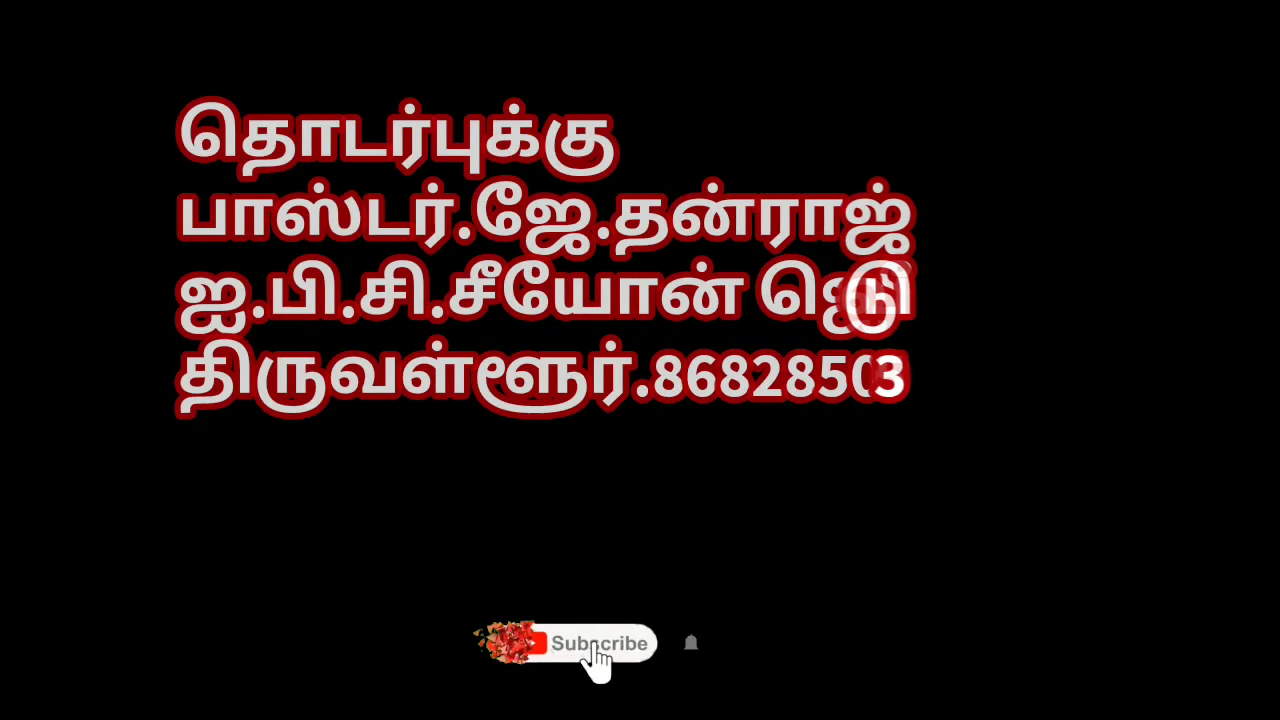 தொடர்புக்கு
பாஸ்டர்.ஜே.தன்ராஜ்
ஐ.பி.சி.சீயோன்
திருவள்ளூர்.86828503
Subscribe